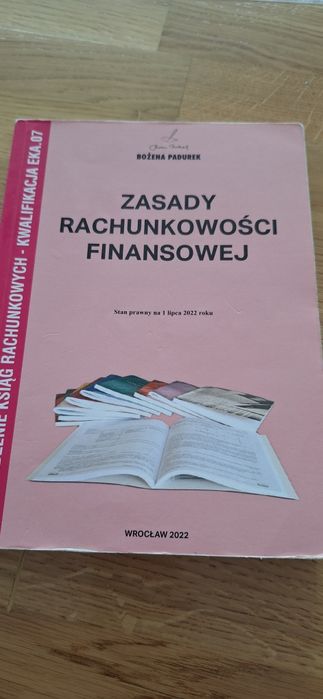 BOŻENA PADUREK
ZASADY
RACHUNKOWOŚCI
FINANSOWEJ
Stan prawny na 1 lipca 2022 roku
WROCŁAW 2022
KSIĄG RACHUNKOWYCH - KWALIFIKACJA EKA.07